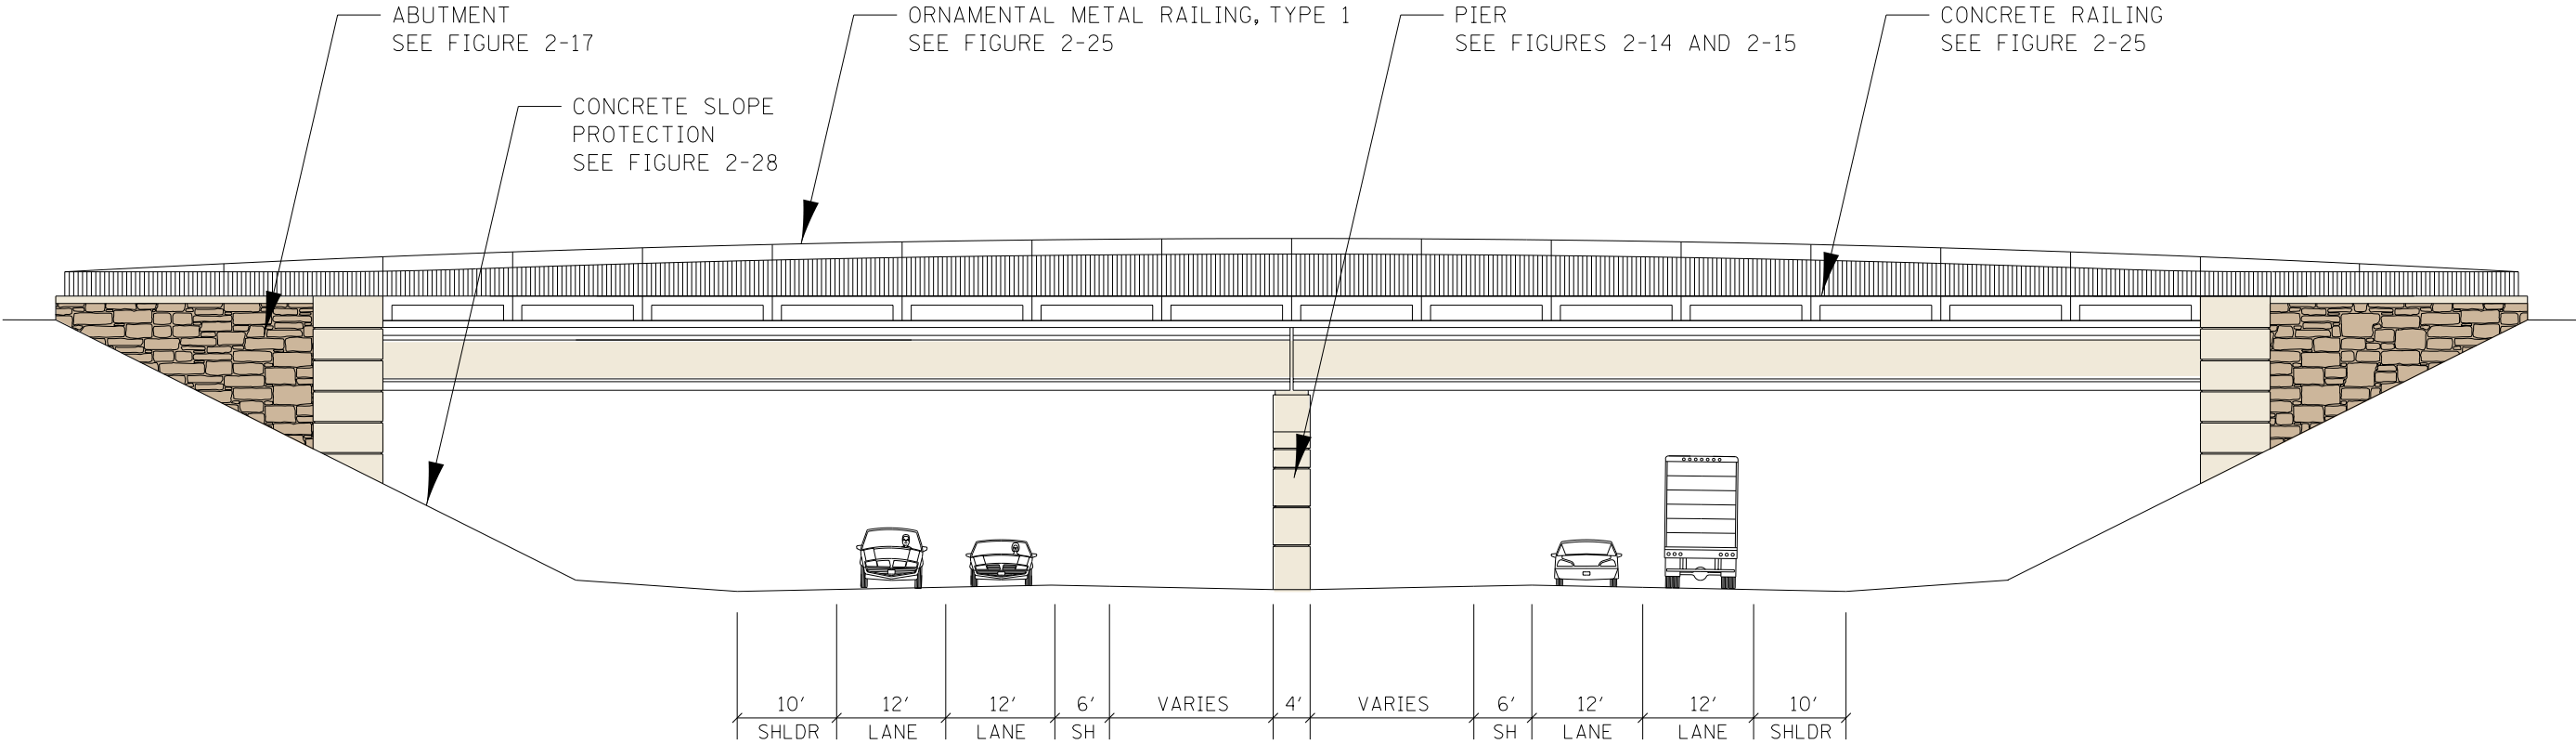 ABUTMENT
SEE FIGURE 2-17
ORNAMENTAL METAL RAILING, TYPE 1
SEE FIGURE 2-25
PIER
SEE FIGURES 2-14 AND 2-15
CONCRETE RAILING
SEE FIGURE 2-25
CONCRETE SLOPE
PROTECTION
SEE FIGURE 2-28
10' 12' 12' 6' VARIES 4' VARIES 6' 12' 12' 10'
SHLDR LANE LANE SH SH LANE LANE SHLDR